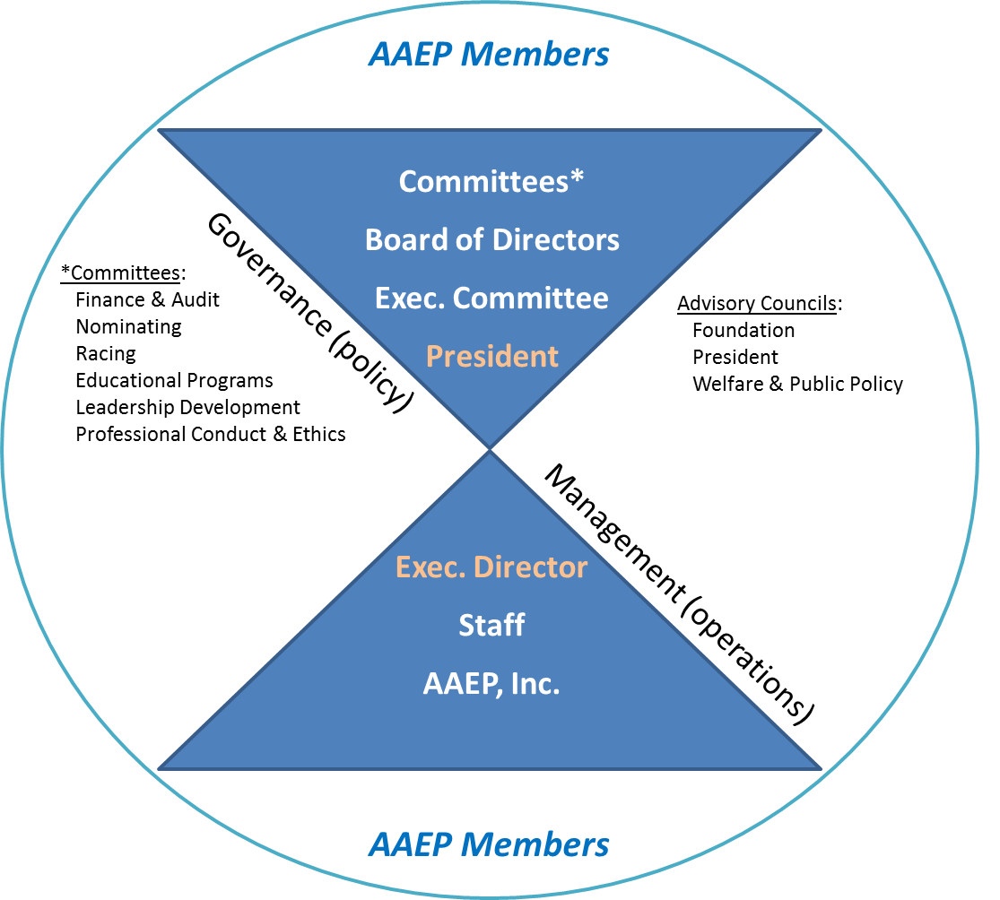 AAEP Members
Committees*
Board of Directors
Exec. Committee
President
Governance (policy)
*Committees:
Finance & Audit
Nominating
Racing
Educational Programs
Leadership Development
Professional Conduct & Ethics
Advisory Councils:
Foundation
President
Welfare & Public Policy
Management (operations)
Exec. Director
Staff
AAEP, Inc.
AAEP Members